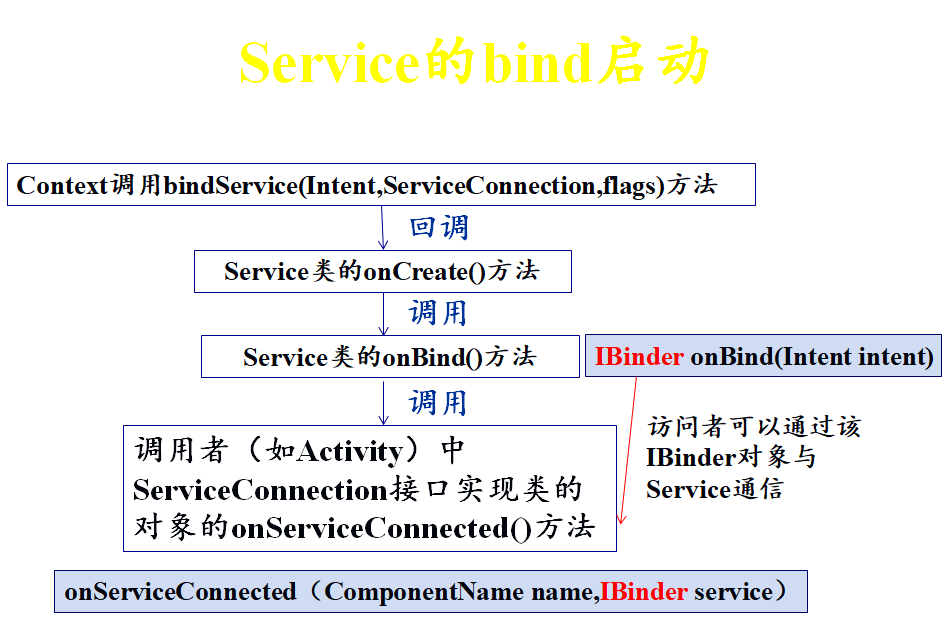 Service的bind启动
Context调用bindService(Intent,ServiceConnection,flags)方法
回调
Service类的onCreate()方法
调用
Service类的onBind()方法
IBinder onBind(Intent intent)
调用
调用者（如Activity）中
ServiceConnection接口实现类的
对象的onServiceConnected()方法
访问者可以通过该
IBinder对象与
Service通信
onServiceConnected（ComponentName name,IBinder service）